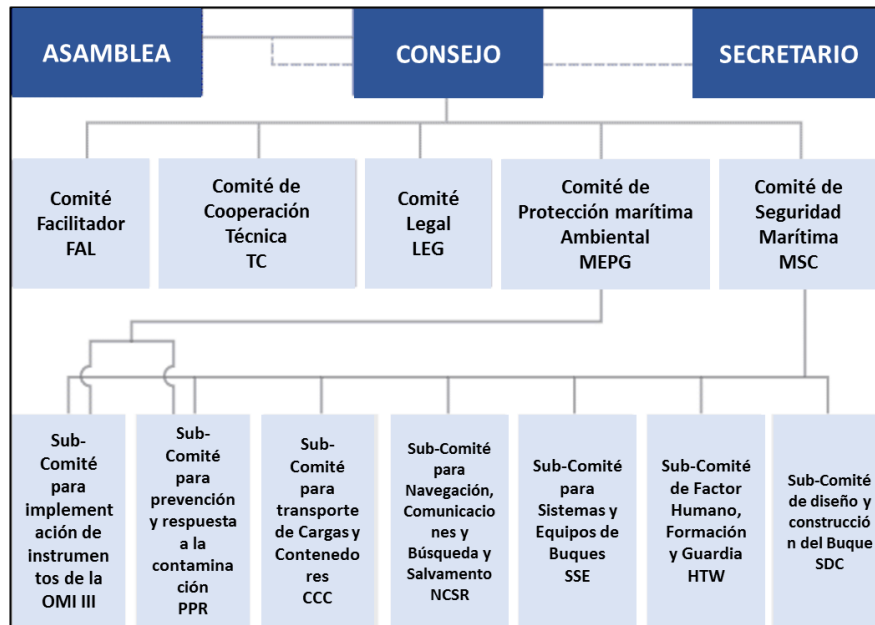 ASAMBLEA
CONSEJO
SECRETARIO
Comité
Facilitador
FAL
Comité de
Cooperación
Técnica
TC
Comité
Legal
LEG
Comité de
Protección marítima
Ambiental
MEPG
Comité de
Seguridad
Marítima
MSC
Sub-
Comité
para
implement
ación de
instrumen
tos de la
OMI III
Sub-
Comité
para
prevención
y respuesta
a la
contamina
ción
PPR
Sub-
Comité
para
transporte
de Cargas y
Contenedo
res
CCC
Sub-Comité
para
Navegación,
Comunicacio
nes y
Búsqueda y
Salvamento
NCSR
Sub-Comité
para
Sistemas y
Equipos de
Buques
SSE
Sub-Comité
de Factor
Humano,
Formación
y Guardia
HTW
Sub-Comité
de diseño y
construcció
n del Buque
SDC